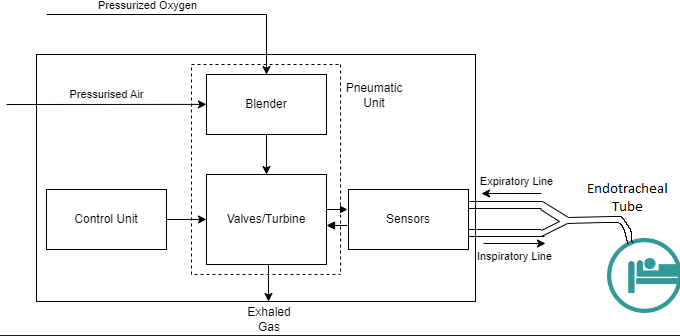 Pressurized Oxygen
Pressurised Air
Blender
Pneumatic
Unit
Control Unit
Valves/Turbine
Sensors
Expiratory Line
Inspiratory Line
Endotracheal
Tube
Exhaled
Gas